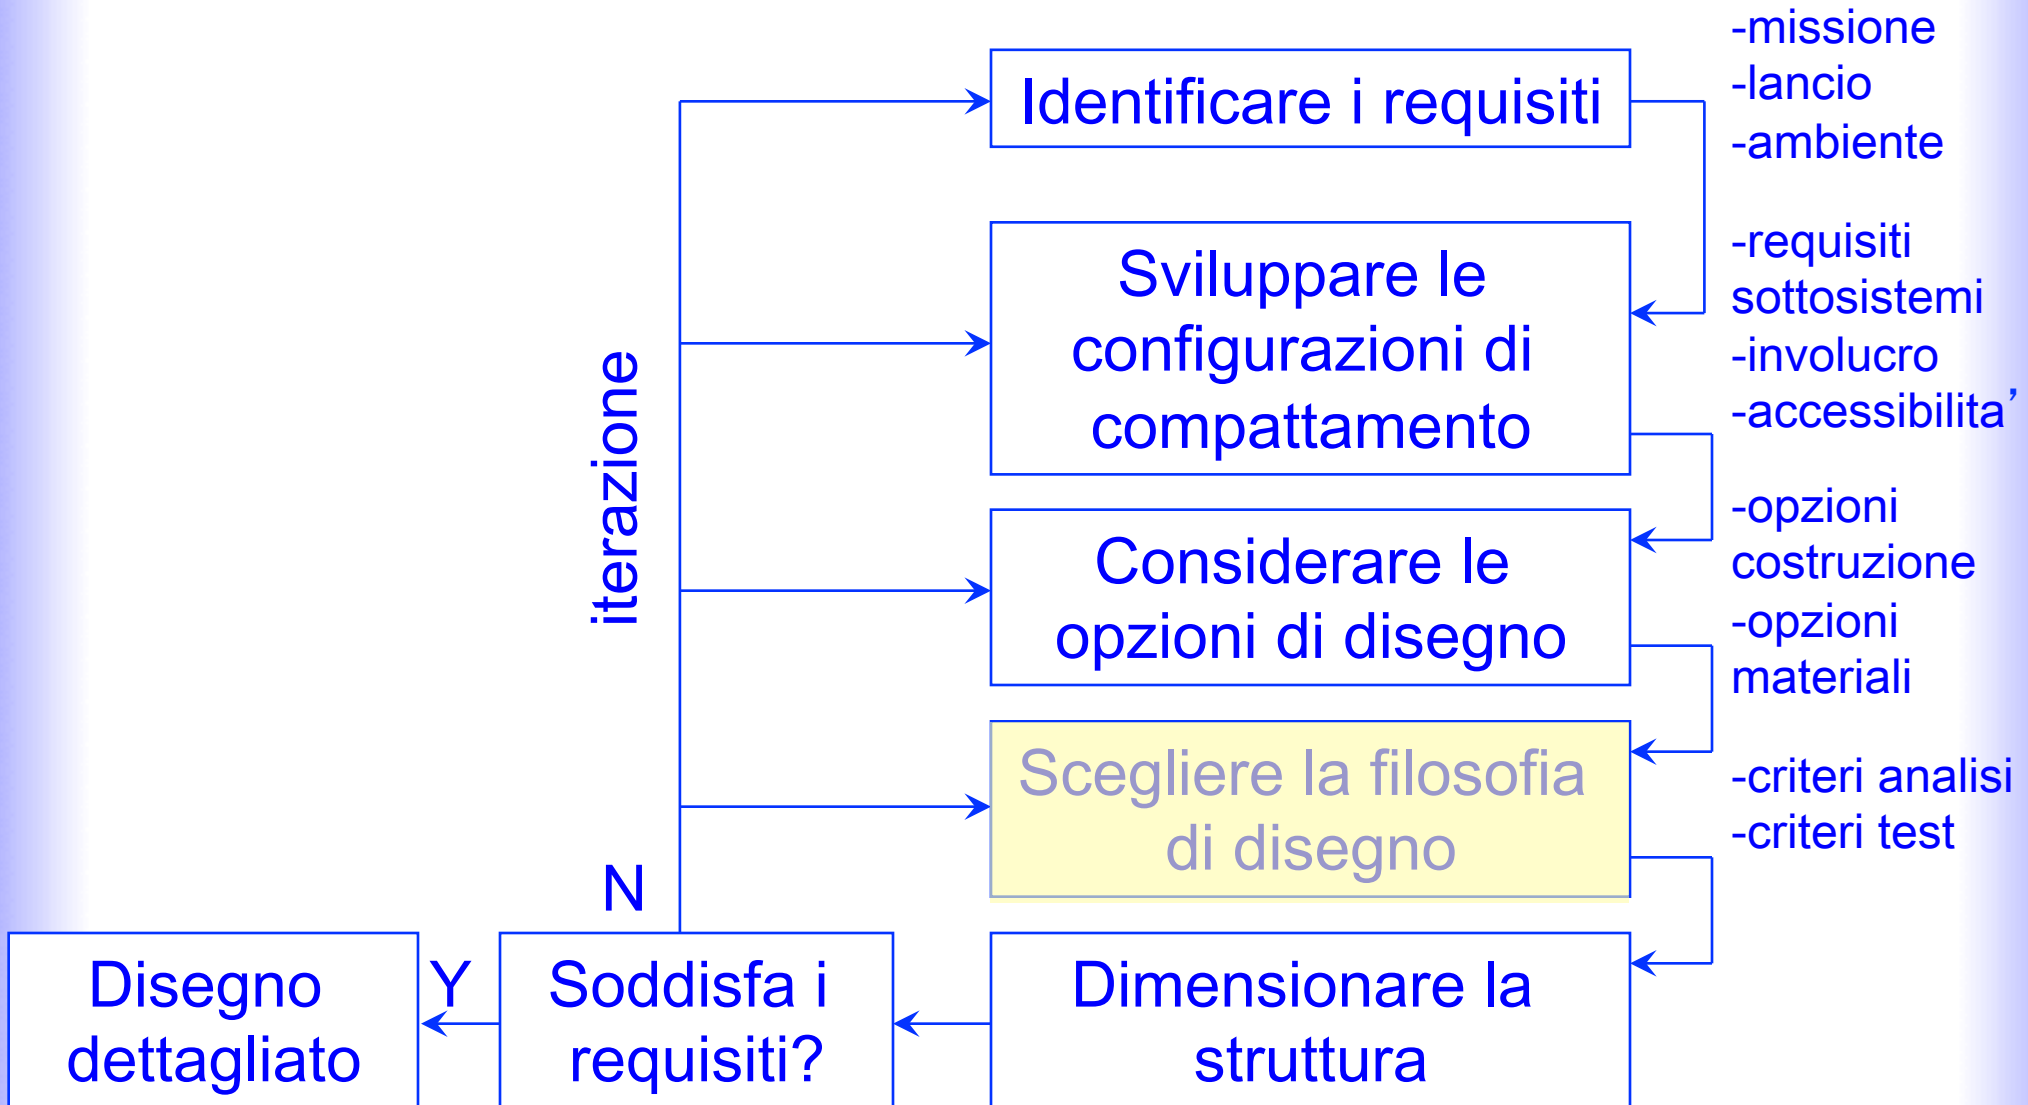 Identificare i requisiti
-missione
-lancio
-ambiente
Sviluppare le
configurazioni di
compattamento
-requisiti
sottosistemi
-involucro
-accessibilita’
iterazione
Considerare le
opzioni di disegno
-opzioni
costruzione
-opzioni
materiali
Scegliere la filosofia
di disegno
-criteri analisi
-criteri test
N
Disegno
dettagliato
Y
Soddisfa i
requisiti?
Dimensionare la
struttura